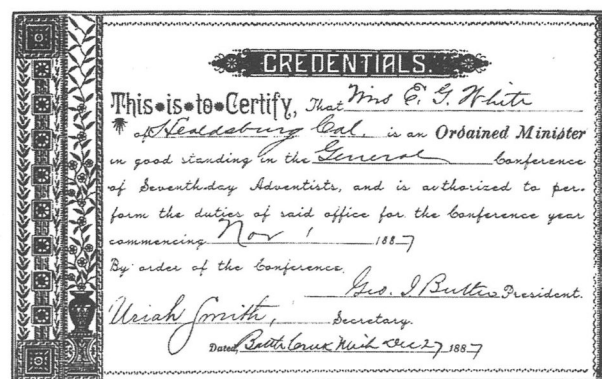 CREDENTIALS.
This is to Certify, That Mrs E. G. White
of Healdsburg Cal. is an Ordained Minister
in good standing in the General Conference
of Seventh-day Adventists, and is authorized to per-
form the duties of said office for the Conference year
commencing Nov 1 1887
By order of the Conference.
Geo. I Butler President.
Uriah Smith, Secretary.
Dated, Battle Creek Mich Dec 27 1887